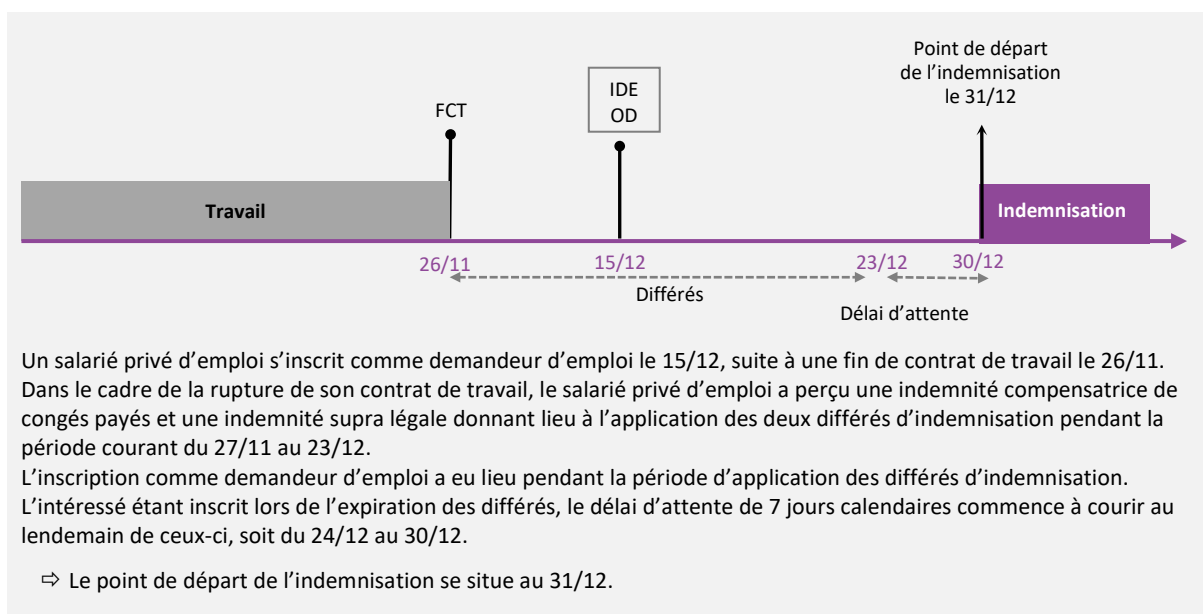 Point de départ
de l’indemnisation
le 31/12
IDE
OD
FCT
Travail
Indemnisation
26/11
15/12
23/12
30/12
Différés
Délai d’attente
Un salarié privé d’emploi s’inscrit comme demandeur d’emploi le 15/12, suite à une fin de contrat de travail le 26/11.
Dans le cadre de la rupture de son contrat de travail, le salarié privé d’emploi a perçu une indemnité compensatrice de
congés payés et une indemnité supra légale donnant lieu à l’application des deux différés d’indemnisation pendant la
période courant du 27/11 au 23/12.
L’inscription comme demandeur d’emploi a eu lieu pendant la période d’application des différés d’indemnisation.
L’intéressé étant inscrit lors de l’expiration des différés, le délai d’attente de 7 jours calendaires commence à courir au
lendemain de ceux-ci, soit du 24/12 au 30/12.
⇨ Le point de départ de l’indemnisation se situe au 31/12.